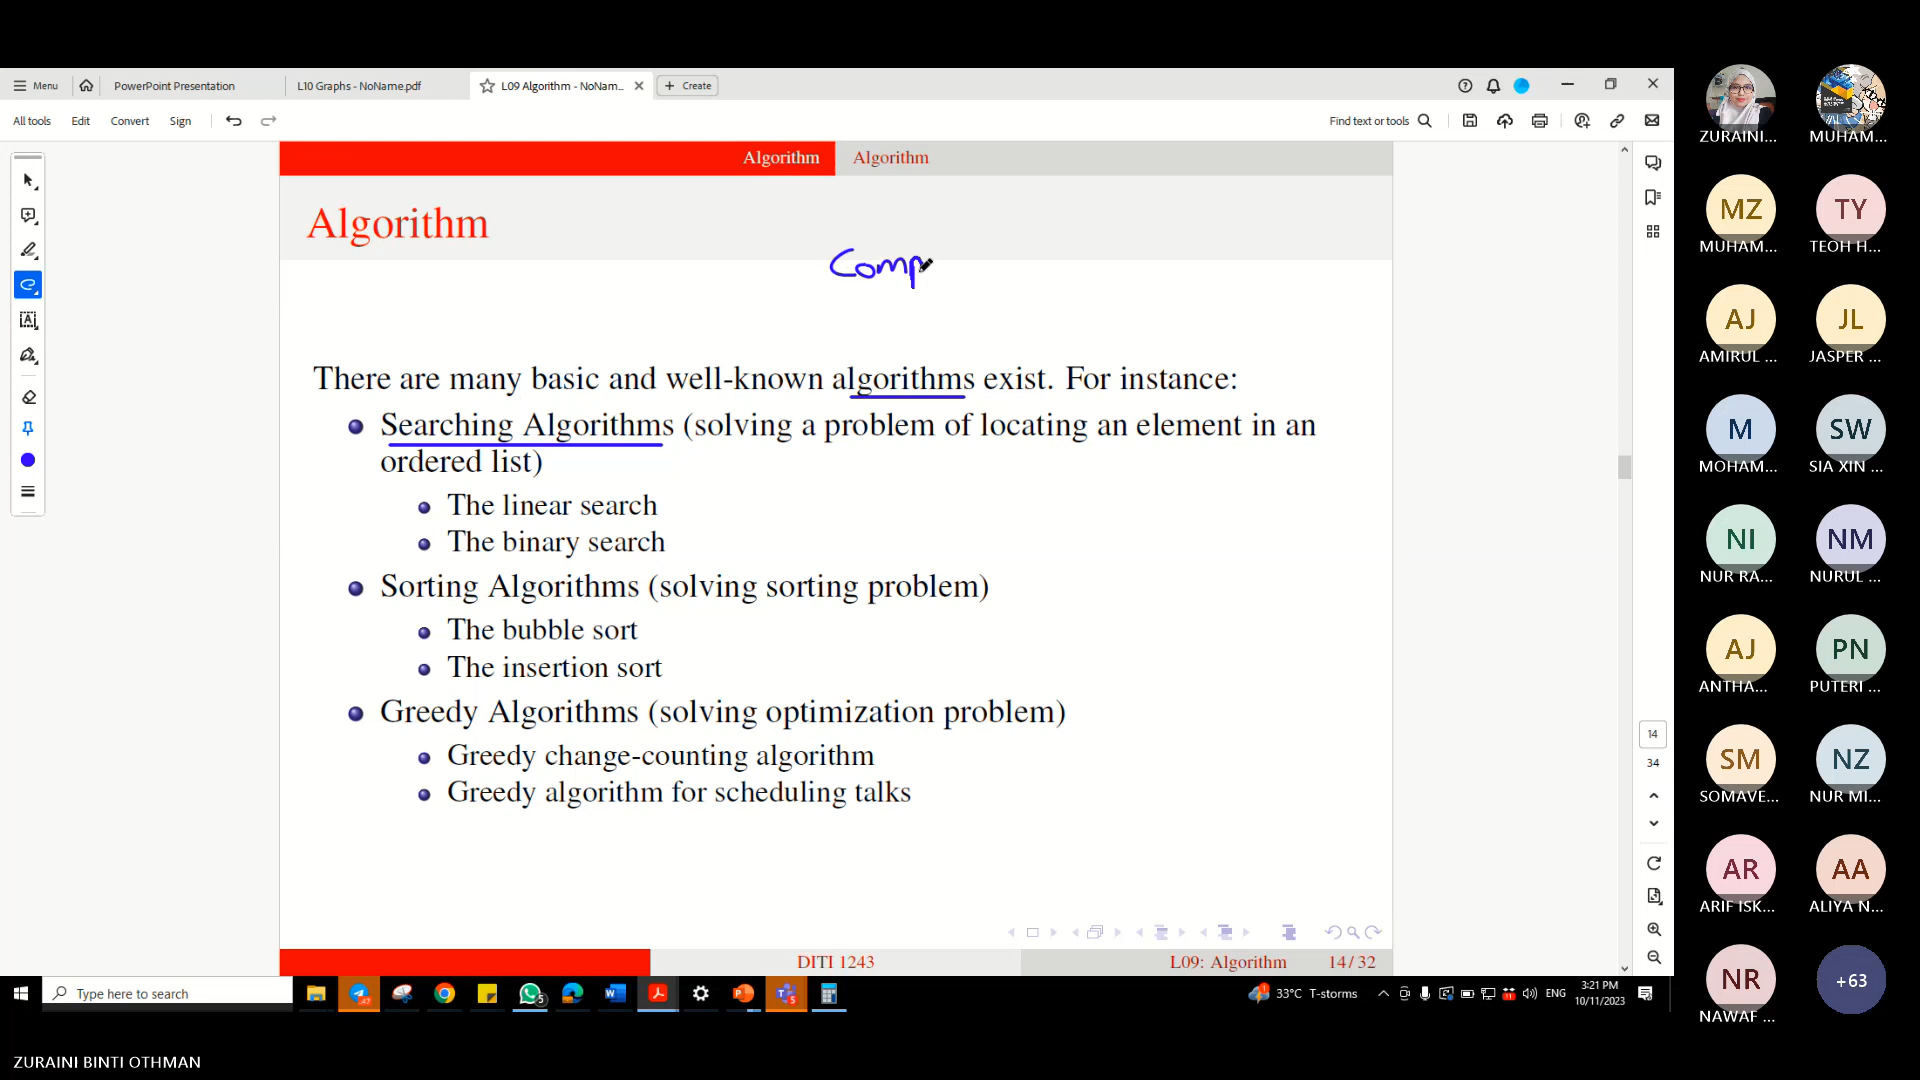 Menu
PowerPoint Presentation
L10 Graphs - NoName.pdf
L09 Algorithm - NoNam...
+ Create
All tools
Edit
Convert
Sign
Find text or tools
Algorithm
Algorithm
Algorithm
Comp
There are many basic and well-known algorithms exist. For instance:
Searching Algorithms (solving a problem of locating an element in an
ordered list)
The linear search
The binary search
Sorting Algorithms (solving sorting problem)
The bubble sort
The insertion sort
Greedy Algorithms (solving optimization problem)
Greedy change-counting algorithm
Greedy algorithm for scheduling talks
DITI 1243
L09: Algorithm
14/32
14
34
Type here to search
33°C T-storms
ENG
3:21 PM
10/11/2023
ZURAINI...
MUHAM...
MZ
MUHAM...
TY
TEOH H...
AJ
AMIRUL ...
JL
JASPER ...
M
MOHAM...
SW
SIA XIN ...
NI
NUR RA...
NM
NURUL ...
AJ
ANTHA...
PN
PUTERI ...
SM
SOMAVE...
NZ
NUR MI...
AR
ARIF ISK...
AA
ALIYA N...
NR
NAWAF ...
+63
ZURAINI BINTI OTHMAN